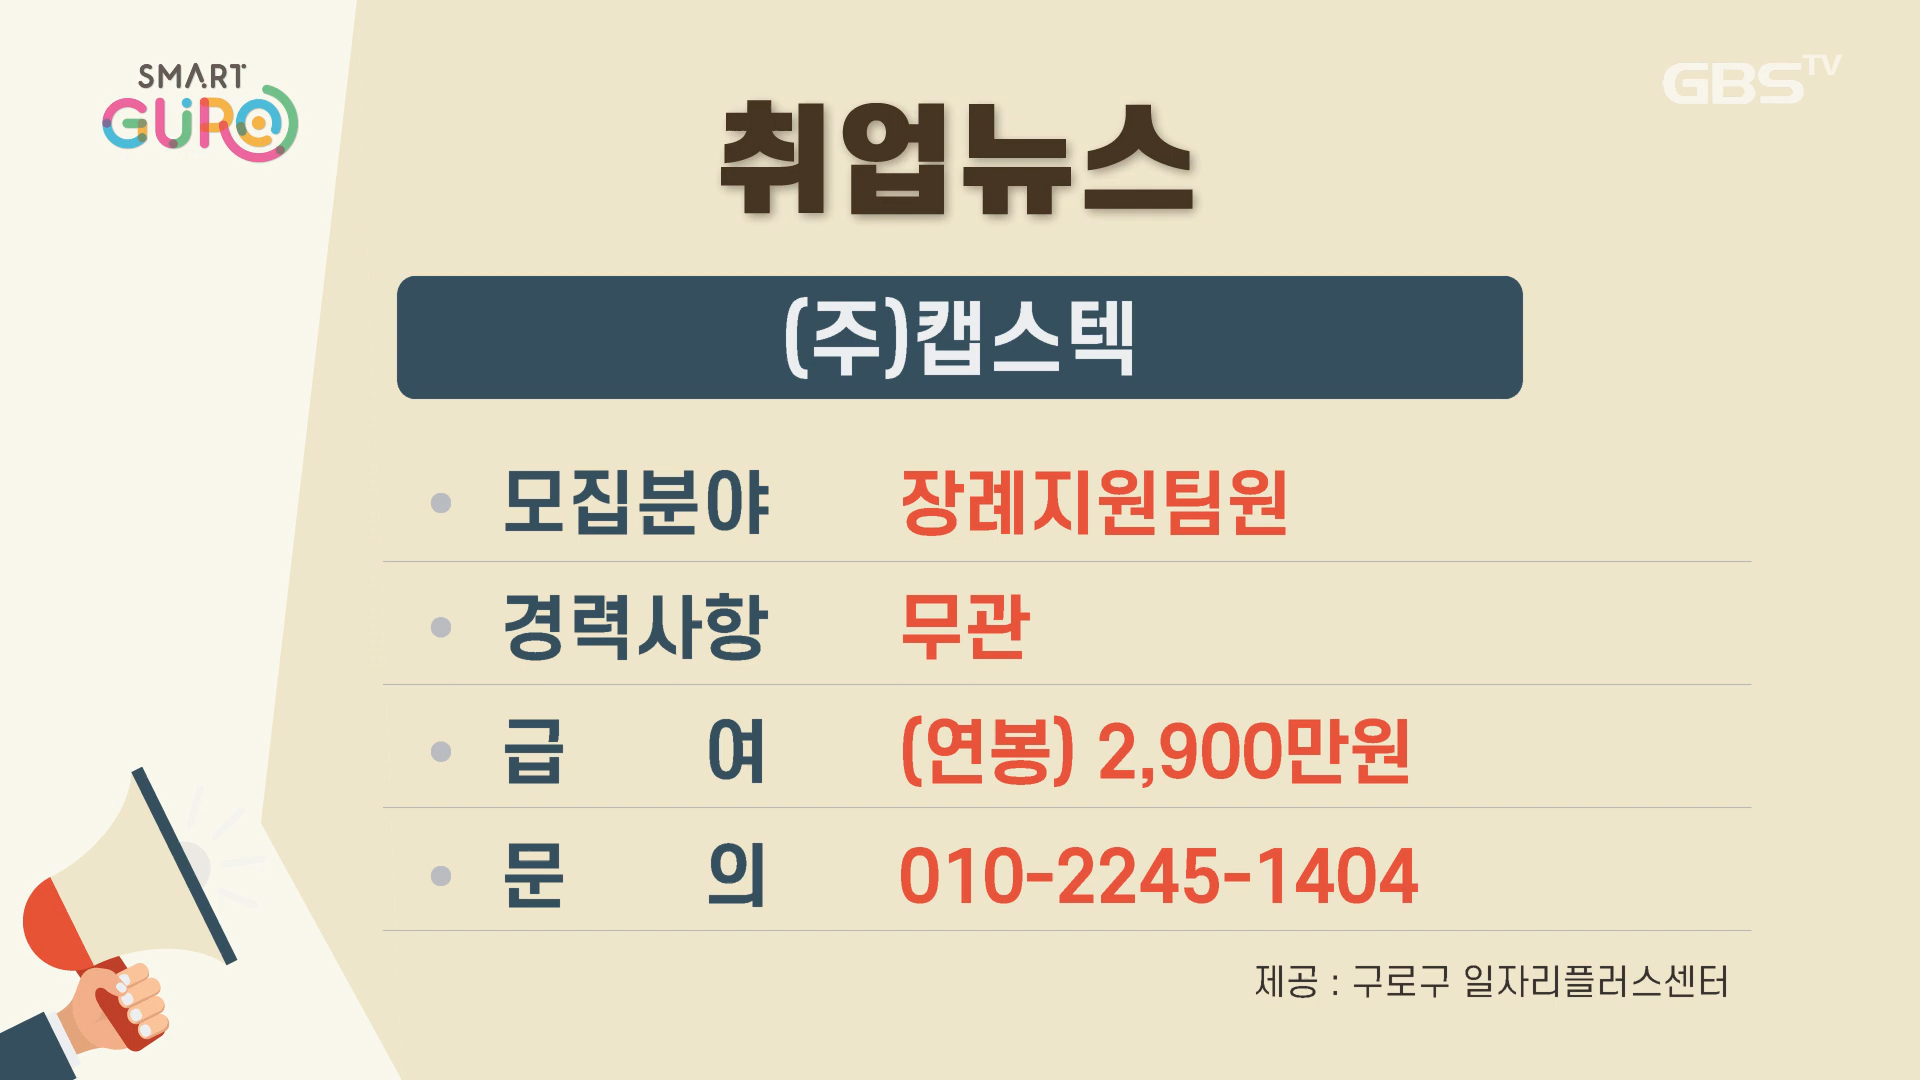 SMART
GURO
GBS TV
취업뉴스
(주)캡스텍
모집분야 장례지원팀원
경력사항 무관
급 여 (연봉) 2,900만원
문 의 010-2245-1404
제공 : 구로구 일자리플러스센터